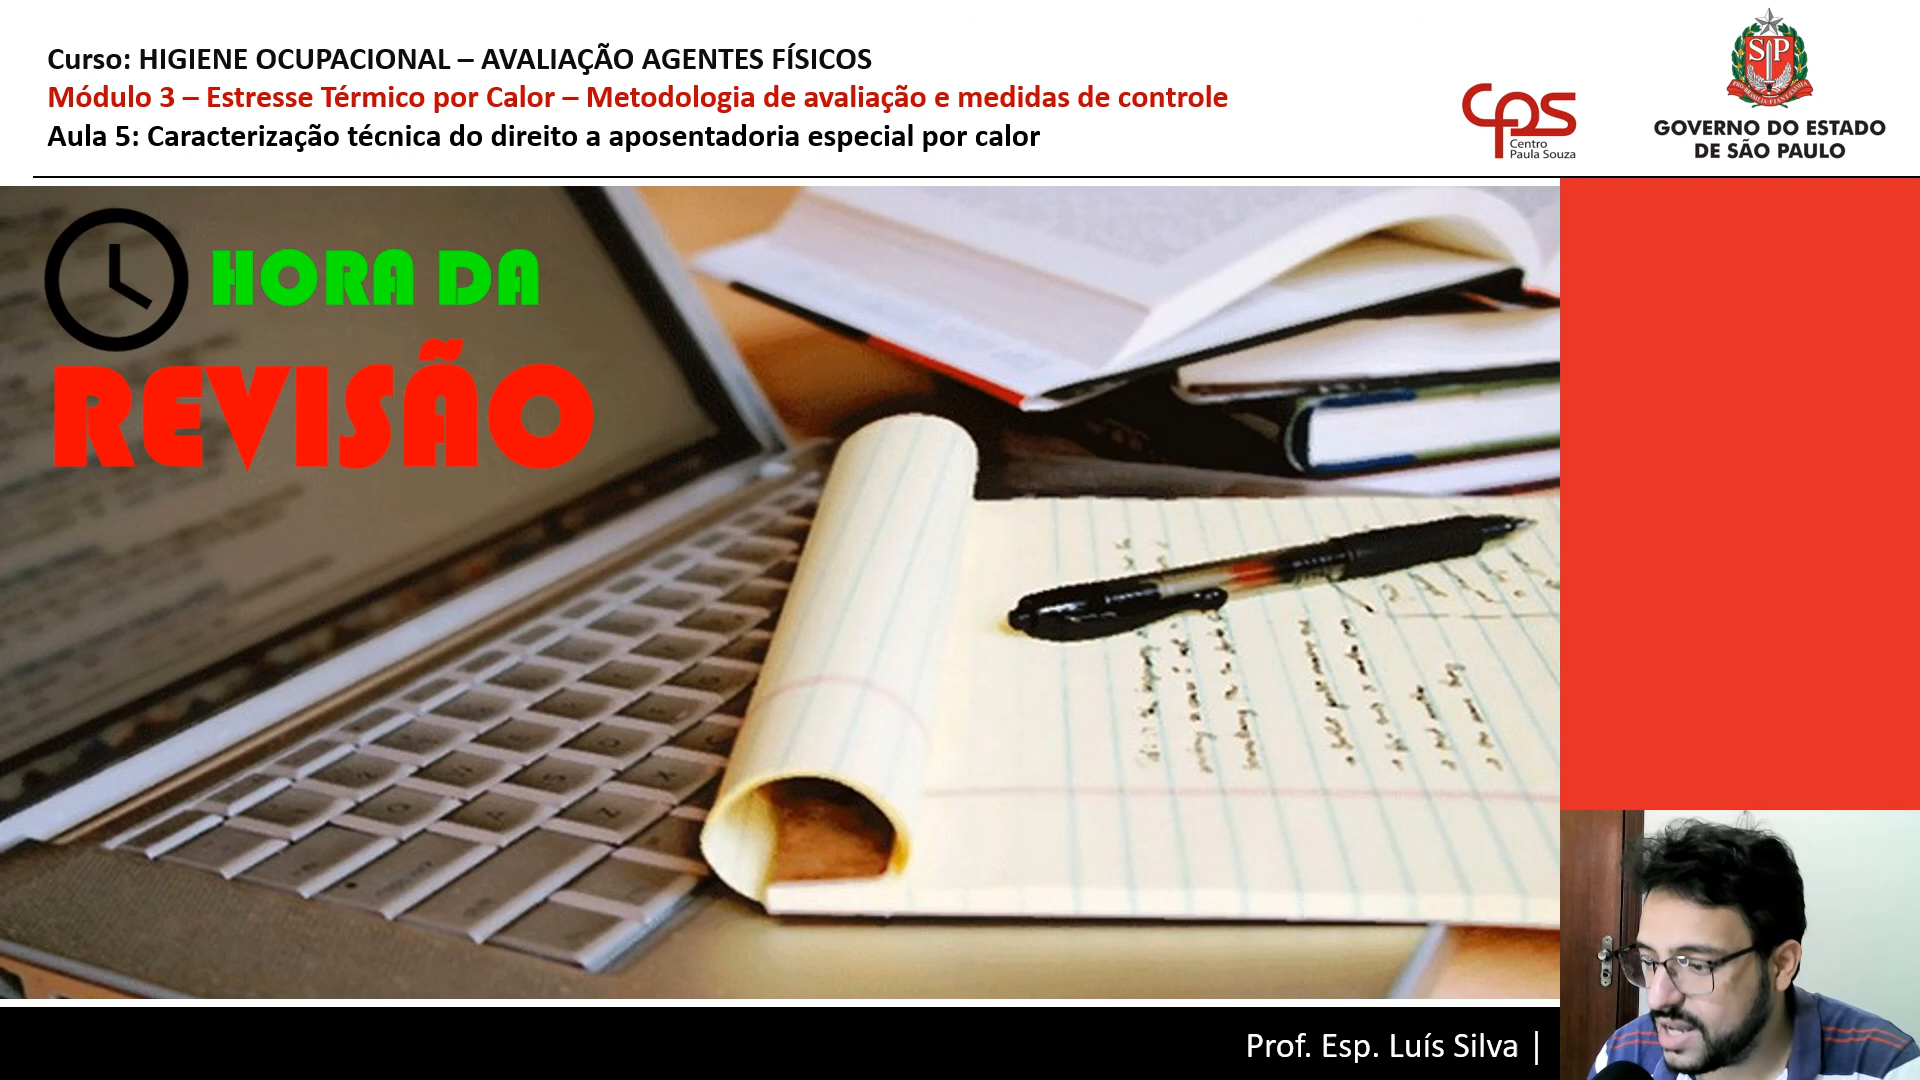 Curso: HIGIENE OCUPACIONAL – AVALIAÇÃO AGENTES FÍSICOS
Módulo 3 – Estresse Térmico por Calor – Metodologia de avaliação e medidas de controle
Aula 5: Caracterização técnica do direito a aposentadoria especial por calor
cps
Centro
Paula Souza
SP
GOVERNO DO ESTADO
DE SÃO PAULO
HORA DA
REVISÃO
Prof. Esp. Luís Silva |